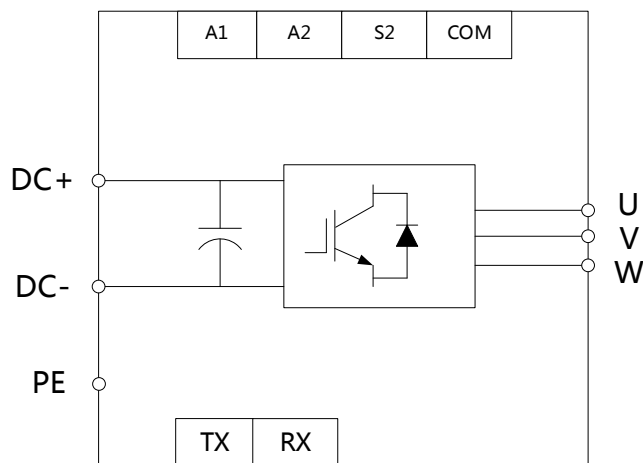 A1 A2 S2 COM
DC+
U
V
DC-
W
PE
TX RX